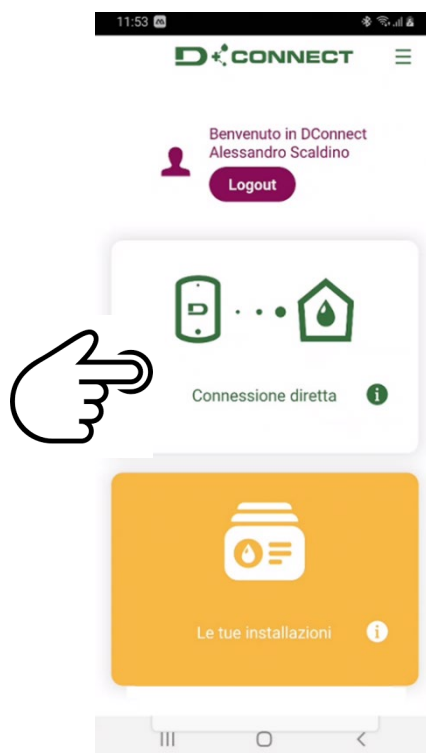 11:53
D+CONNECT
Benvenuto in DConnect
Alessandro Scaldino
Logout
D
Connessione diretta i
Le tue installazioni i